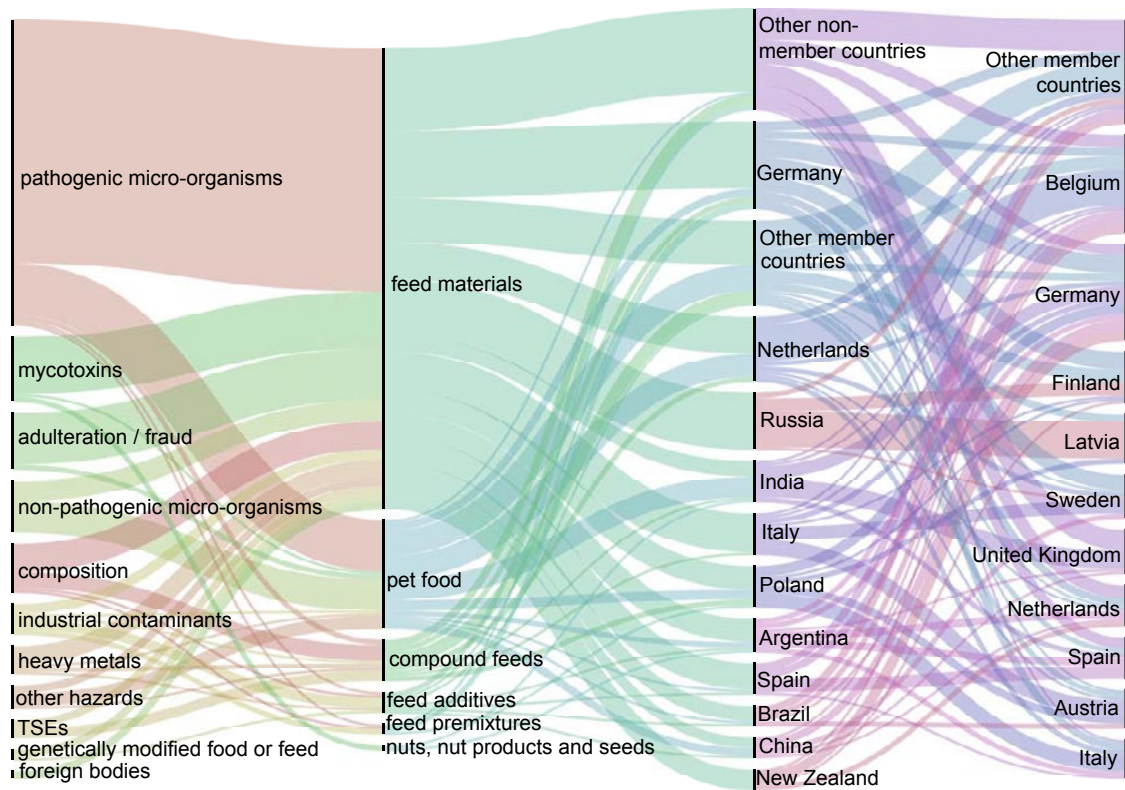 pathogenic micro-organisms
mycotoxins
adulteration / fraud
non-pathogenic micro-organisms
composition
industrial contaminants
heavy metals
other hazards
TSEs
genetically modified food or feed
foreign bodies
feed materials
pet food
compound feeds
feed additives
feed premixtures
nuts, nut products and seeds
Other non-
member countries
Germany
Other member
countries
Netherlands
Russia
India
Italy
Poland
Argentina
Spain
Brazil
China
New Zealand
Other member
countries
Belgium
Germany
Finland
Latvia
Sweden
United Kingdom
Netherlands
Spain
Austria
Italy